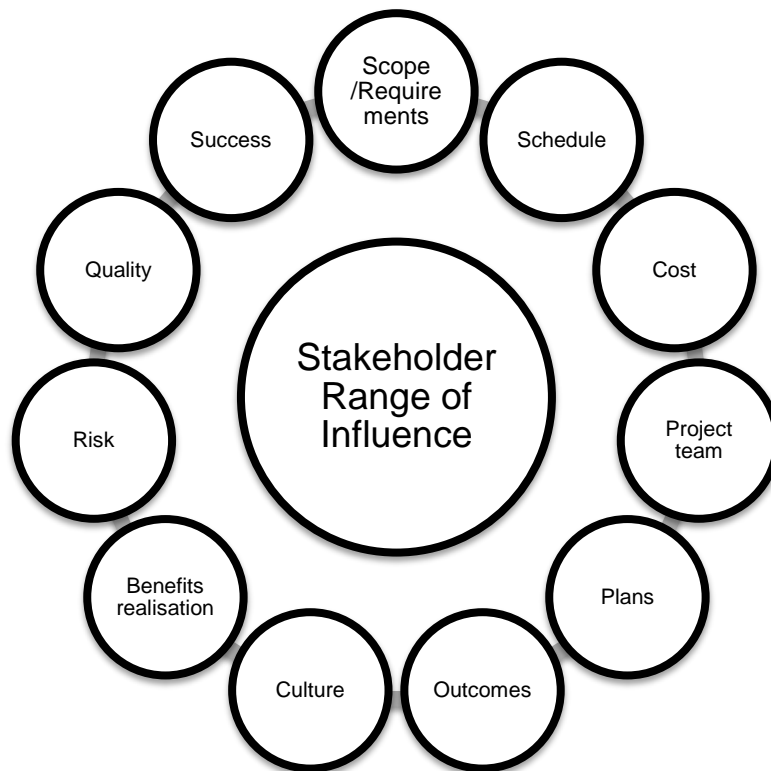 Scope
/Require
ments
Schedule
Cost
Project
team
Plans
Outcomes
Culture
Benefits
realisation
Risk
Quality
Success
Stakeholder
Range of
Influence